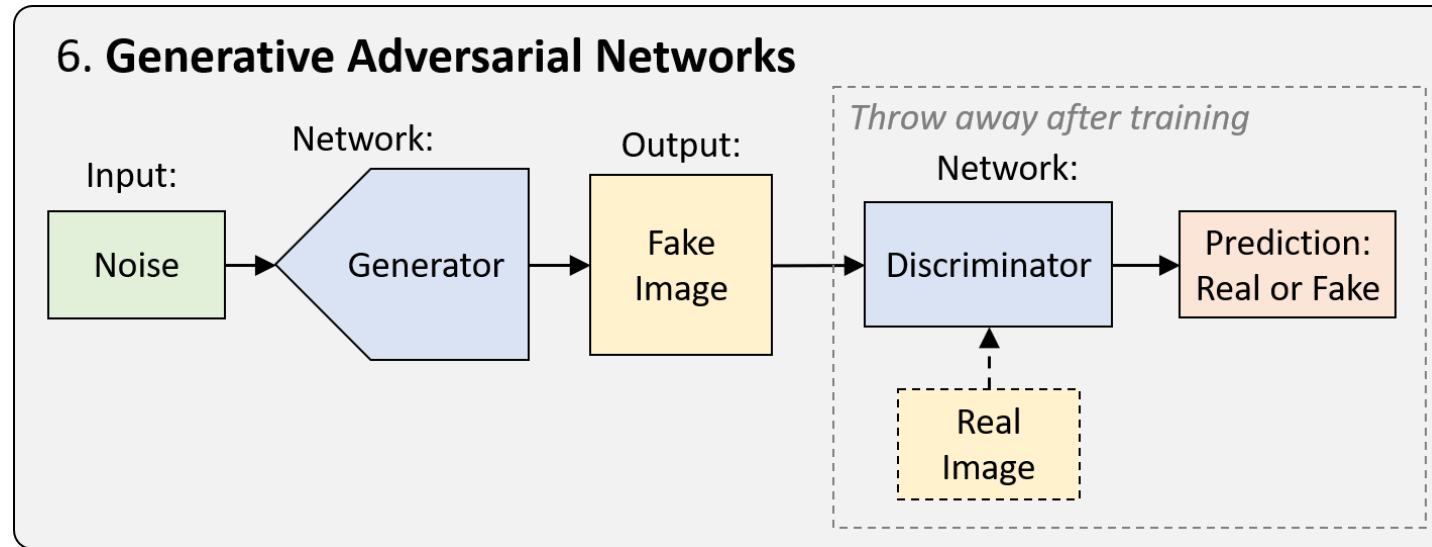 6. Generative Adversarial Networks
Throw away after training
Input:
Noise
Network:
Generator
Output:
Fake
Image
Network:
Discriminator
Prediction:
Real or Fake
Real
Image